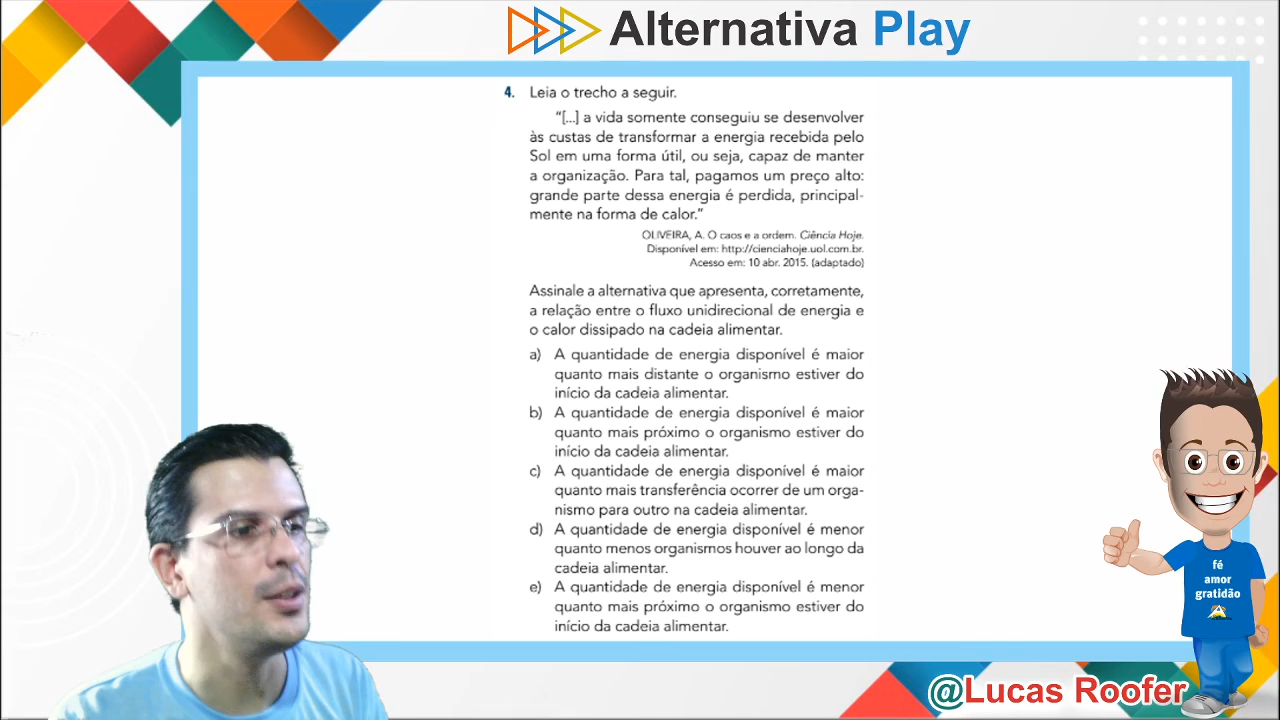 Alternativa Play
4. Leia o trecho a seguir.
“[...] a vida somente conseguiu se desenvolver
às custas de transformar a energia recebida pelo
Sol em uma forma útil, ou seja, capaz de manter
a organização. Para tal, pagamos um preço alto:
grande parte dessa energia é perdida, principal-
mente na forma de calor.”
OLIVEIRA, A. O caos e a ordem. Ciência Hoje.
Disponível em: http://cienciahoje.uol.com.br.
Acesso em: 10 abr. 2015. (adaptado)
Assinale a alternativa que apresenta, corretamente,
a relação entre o fluxo unidirecional de energia e
o calor dissipado na cadeia alimentar.
a) A quantidade de energia disponível é maior
quanto mais distante o organismo estiver do
início da cadeia alimentar.
b) A quantidade de energia disponível é maior
quanto mais próximo o organismo estiver do
início da cadeia alimentar.
c) A quantidade de energia disponível é maior
quanto mais transferência ocorrer de um orga-
nismo para outro na cadeia alimentar.
d) A quantidade de energia disponível é menor
quanto menos organismos houver ao longo da
cadeia alimentar.
e) A quantidade de energia disponível é menor
quanto mais próximo o organismo estiver do
início da cadeia alimentar.
fé
amor
gratidão
@Lucas Roofer